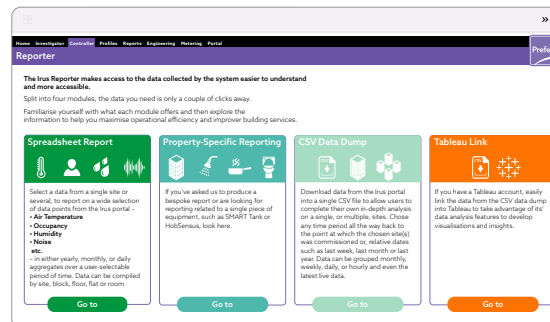 »
Home Investigator Controller Profiles Reports Engineering Metering Portal
Reporter
Prefe
The Irus Reporter makes access to the data collected by the system easier to understand
and more accessible.
Split into four modules, the data you need is only a couple of clicks away.
Familiarise yourself with what each module offers and then explore the
information to help you maximise operational efficiency and improver building services.
Spreadsheet Report
Select a data from a single site or
several, to report on a wide selection
of data points from the Irus portal –
• Air Temperature
• Occupancy
• Humidity
• Noise
etc.
– in either yearly, monthly, or daily
aggregates over a user-selectable
period of time. Data can be compiled
by site, block, floor, flat or room.
Go to
Property-Specific Reporting
If you've asked us to produce a
bespoke report or are looking for
reporting related to a single piece of
equipment, such as SMART Tank or
HobSensus, look here.
Go to
CSV Data Dump
Download data from the Irus portal
into a single CSV file to allow users to
complete their own in-depth analysis
on a single, or multiple, sites. Chose
any time period all the way back to
the point at which the chosen site(s)
was commissioned or, relative dates
such as last week, last month or last
year. Data can be grouped monthly,
weekly, daily, or hourly and even the
latest live data.
Go to
Tableau Link
If you have a Tableau account, easily
link the data from the CSV data dump
into Tableau to take advantage of its'
data analysis features to develop
visualisations and insights.
Go to